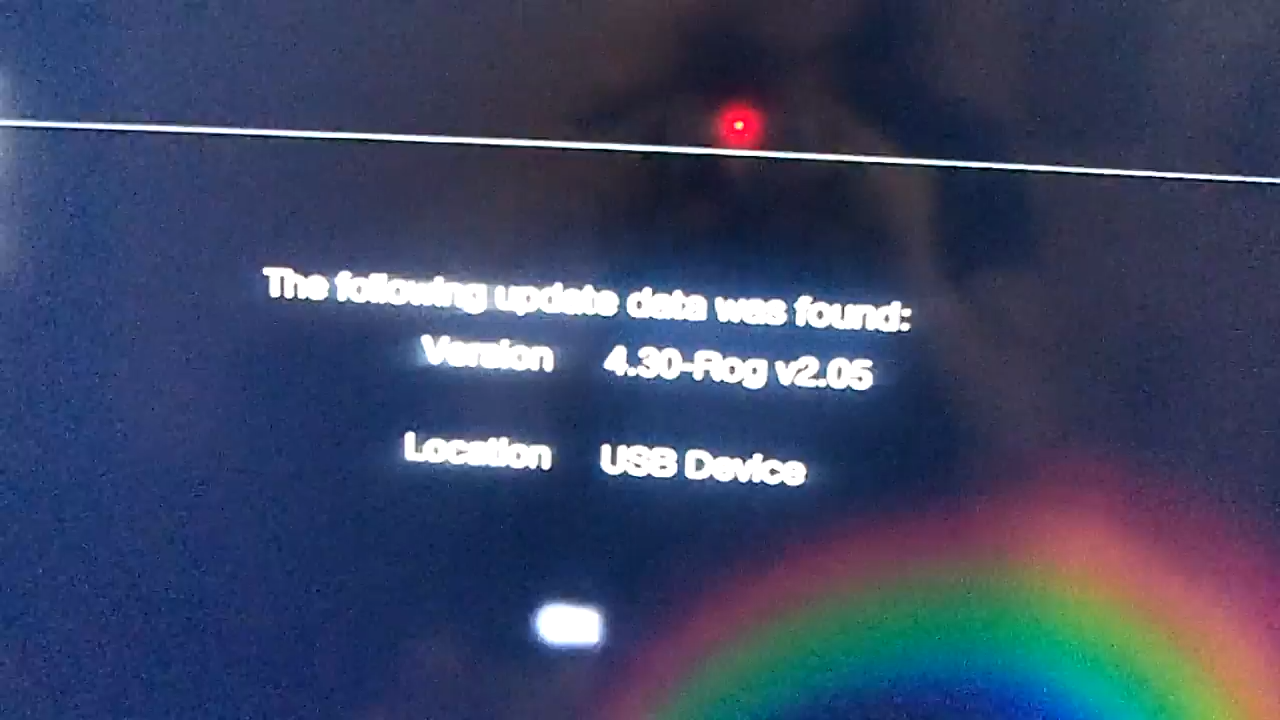 The following update data was found:
Version 4.30-Rog v2.05
Location USB Device